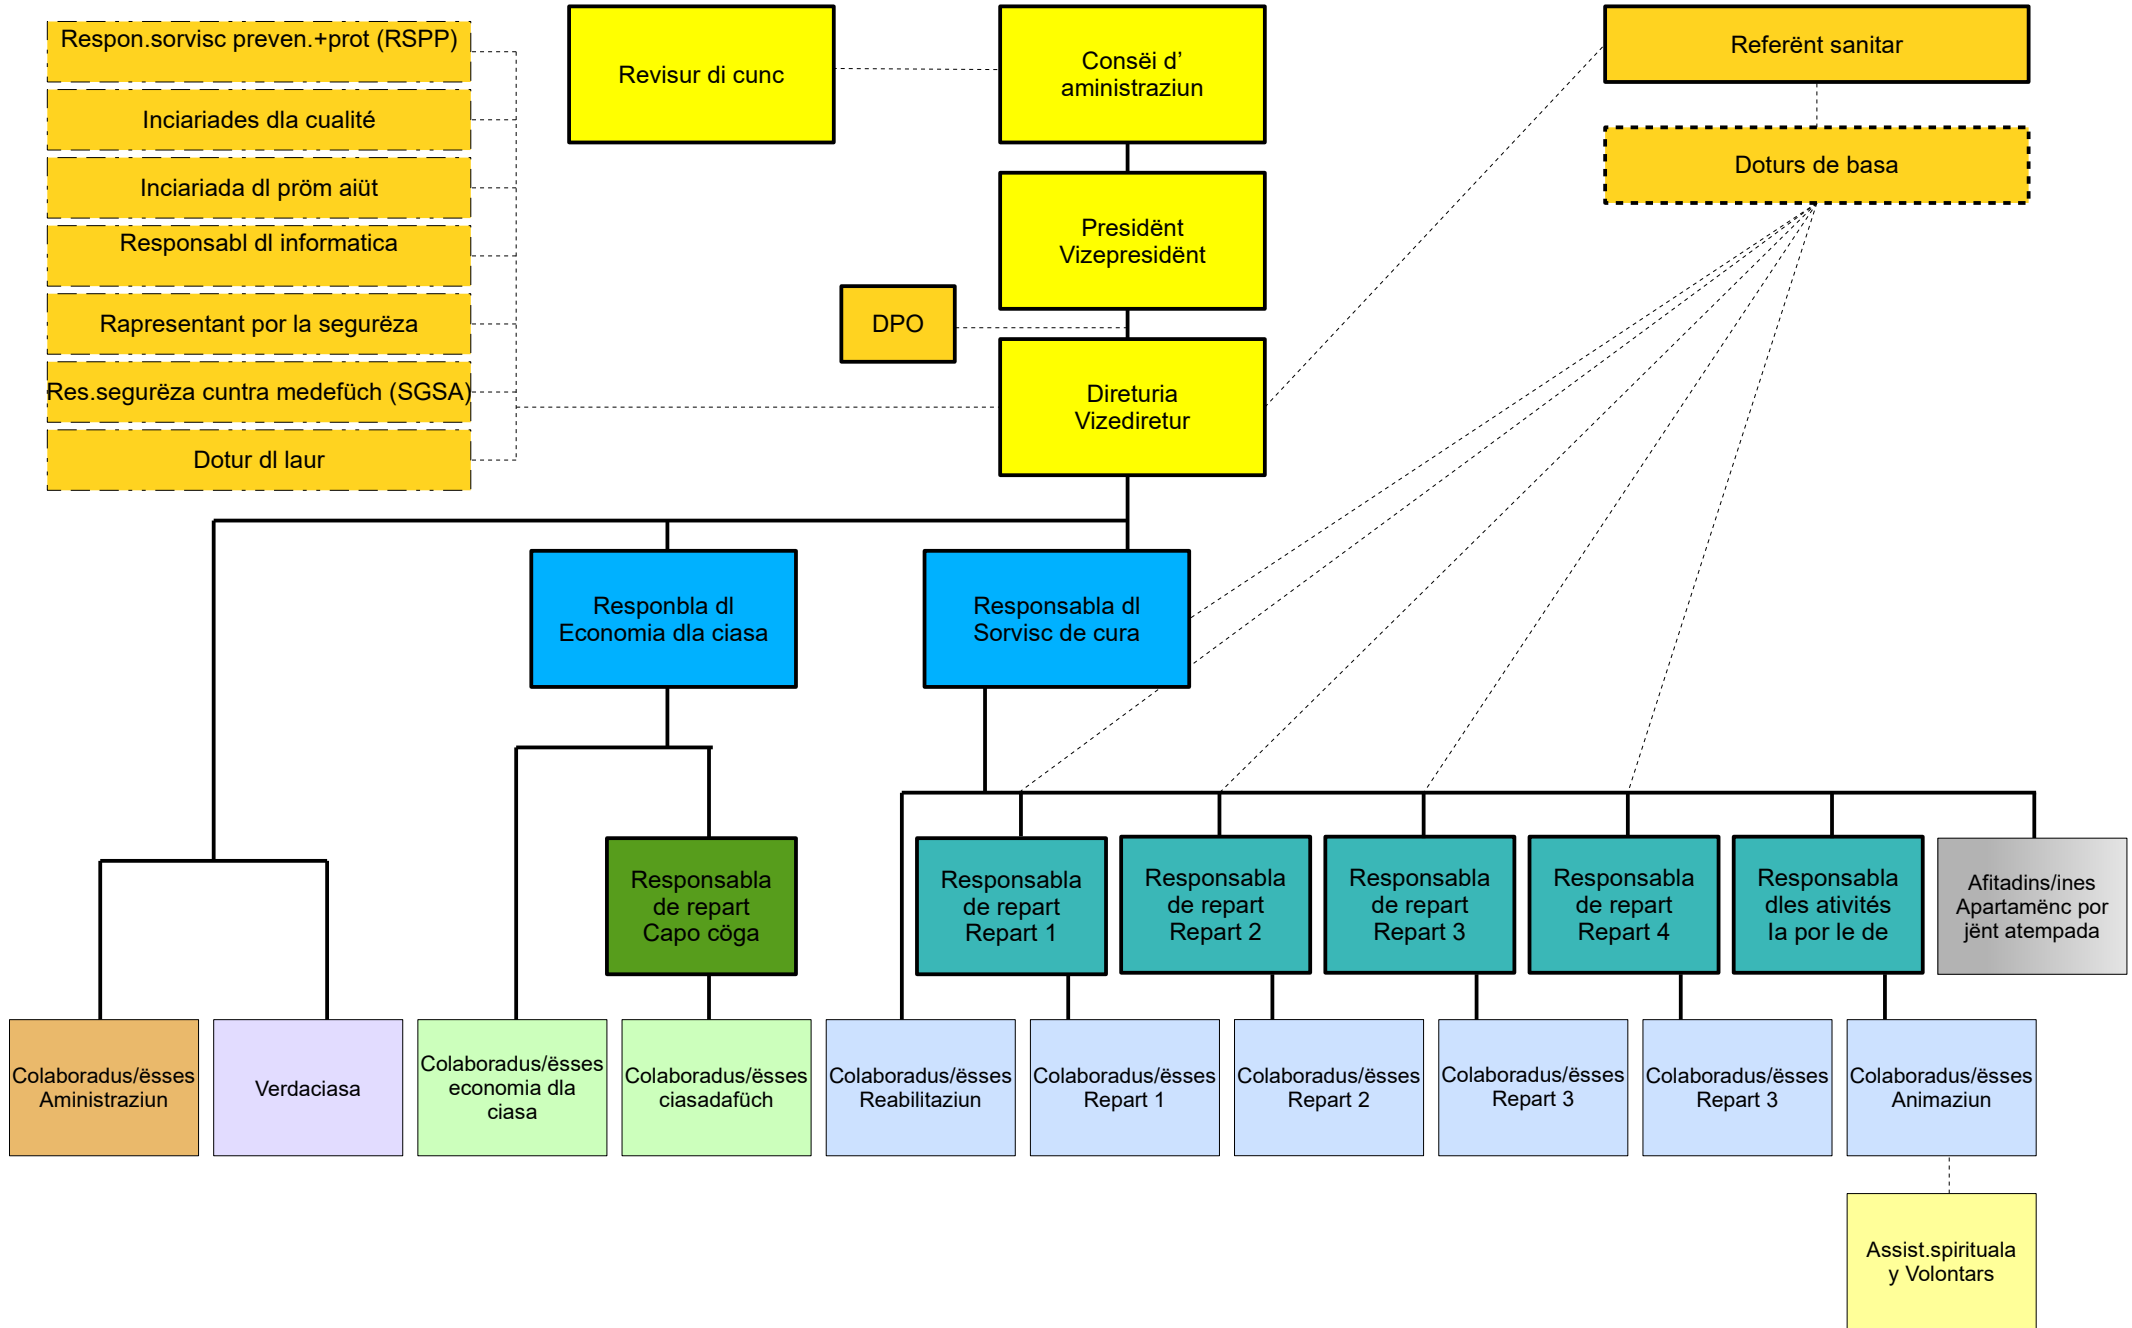 Respon.sorvisc preven.+prot (RSPP)
Inciariades dla cualité
Inciariada dl pröm aiüt
Responsabl dl informatica
Rapresentant por la segurëza
Res.segurëza cuntra medefüch (SGSA)
Dotur dl laur
Revisur di cunc
Consëi d’
aministraziun
Presidënt
Vizepresidënt
DPO
Direturia
Vizediretur
Referënt sanitar
Doturs de basa
Responbla dl
Economia dla ciasa
Responsabla dl
Sorvisc de cura
Responsabla
de repart
Capo cöga
Responsabla
de repart
Repart 1
Responsabla
de repart
Repart 2
Responsabla
de repart
Repart 3
Responsabla
de repart
Repart 4
Responsabla
dles ativités
la por le de
Afitadins/ines
Apartamënc por
jënt atempada
Colaboradus/ësses
Aministraziun
Verdaciasa
Colaboradus/ësses
economia dla
ciasa
Colaboradus/ësses
ciasadafüch
Colaboradus/ësses
Reabilitaziun
Colaboradus/ësses
Repart 1
Colaboradus/ësses
Repart 2
Colaboradus/ësses
Repart 3
Colaboradus/ësses
Repart 3
Colaboradus/ësses
Animaziun
Assist.spirituala
y Volontars